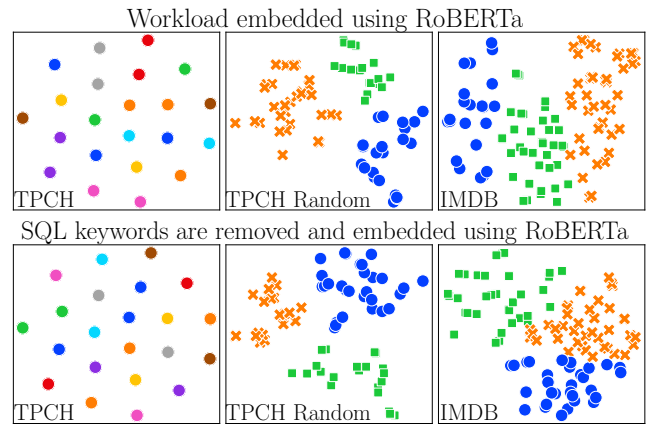 Workload embedded using RoBERTa
TPCH
TPCH Random
IMDB
SQL keywords are removed and embedded using RoBERTa
TPCH
TPCH Random
IMDB